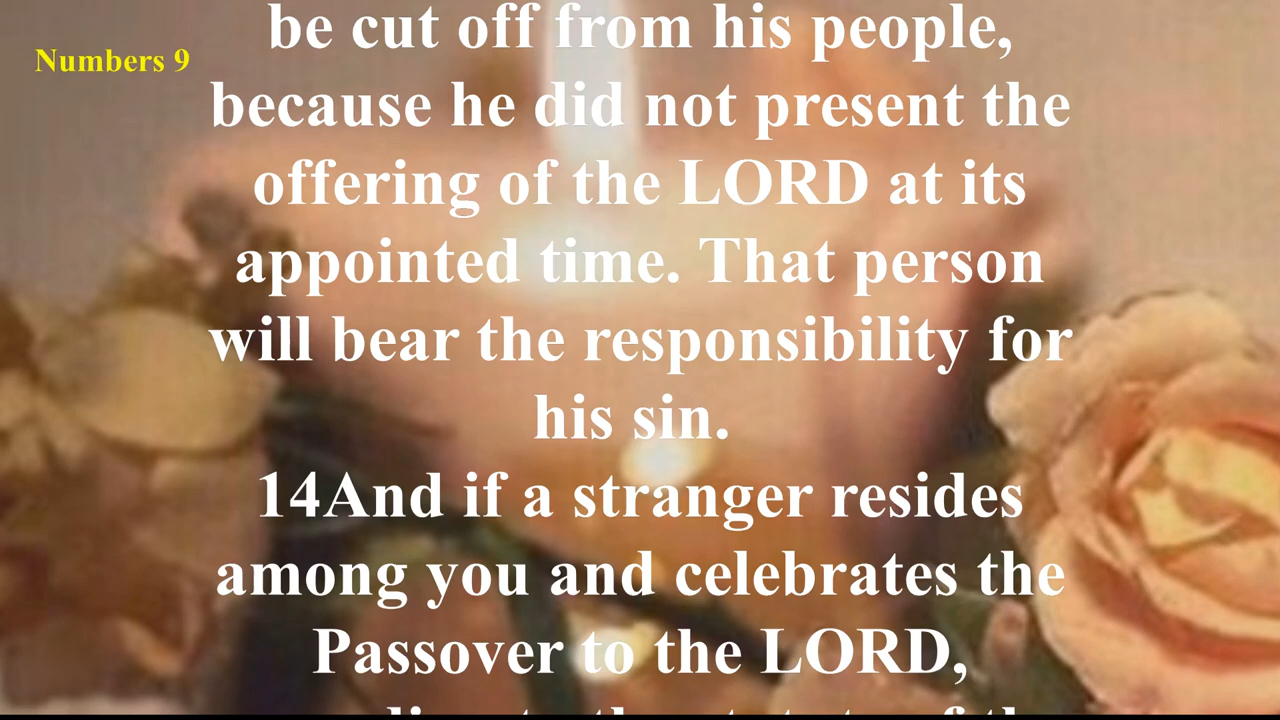 Numbers 9
be cut off from his people,
because he did not present the
offering of the LORD at its
appointed time. That person
will bear the responsibility for
his sin.
14And if a stranger resides
among you and celebrates the
Passover to the LORD,